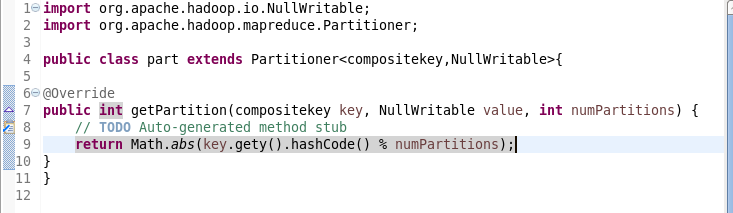 1 import org.apache.hadoop.io.NullWritable;
2 import org.apache.hadoop.mapreduce.Partitioner;
3
4 public class part extends Partitioner<compositekey,NullWritable>{
5
6 @Override
7 public int getPartition(compositekey key, NullWritable value, int numPartitions) {
8     // TODO Auto-generated method stub
9     return Math.abs(key.gety().hashCode() % numPartitions);
10 }
11 }
12